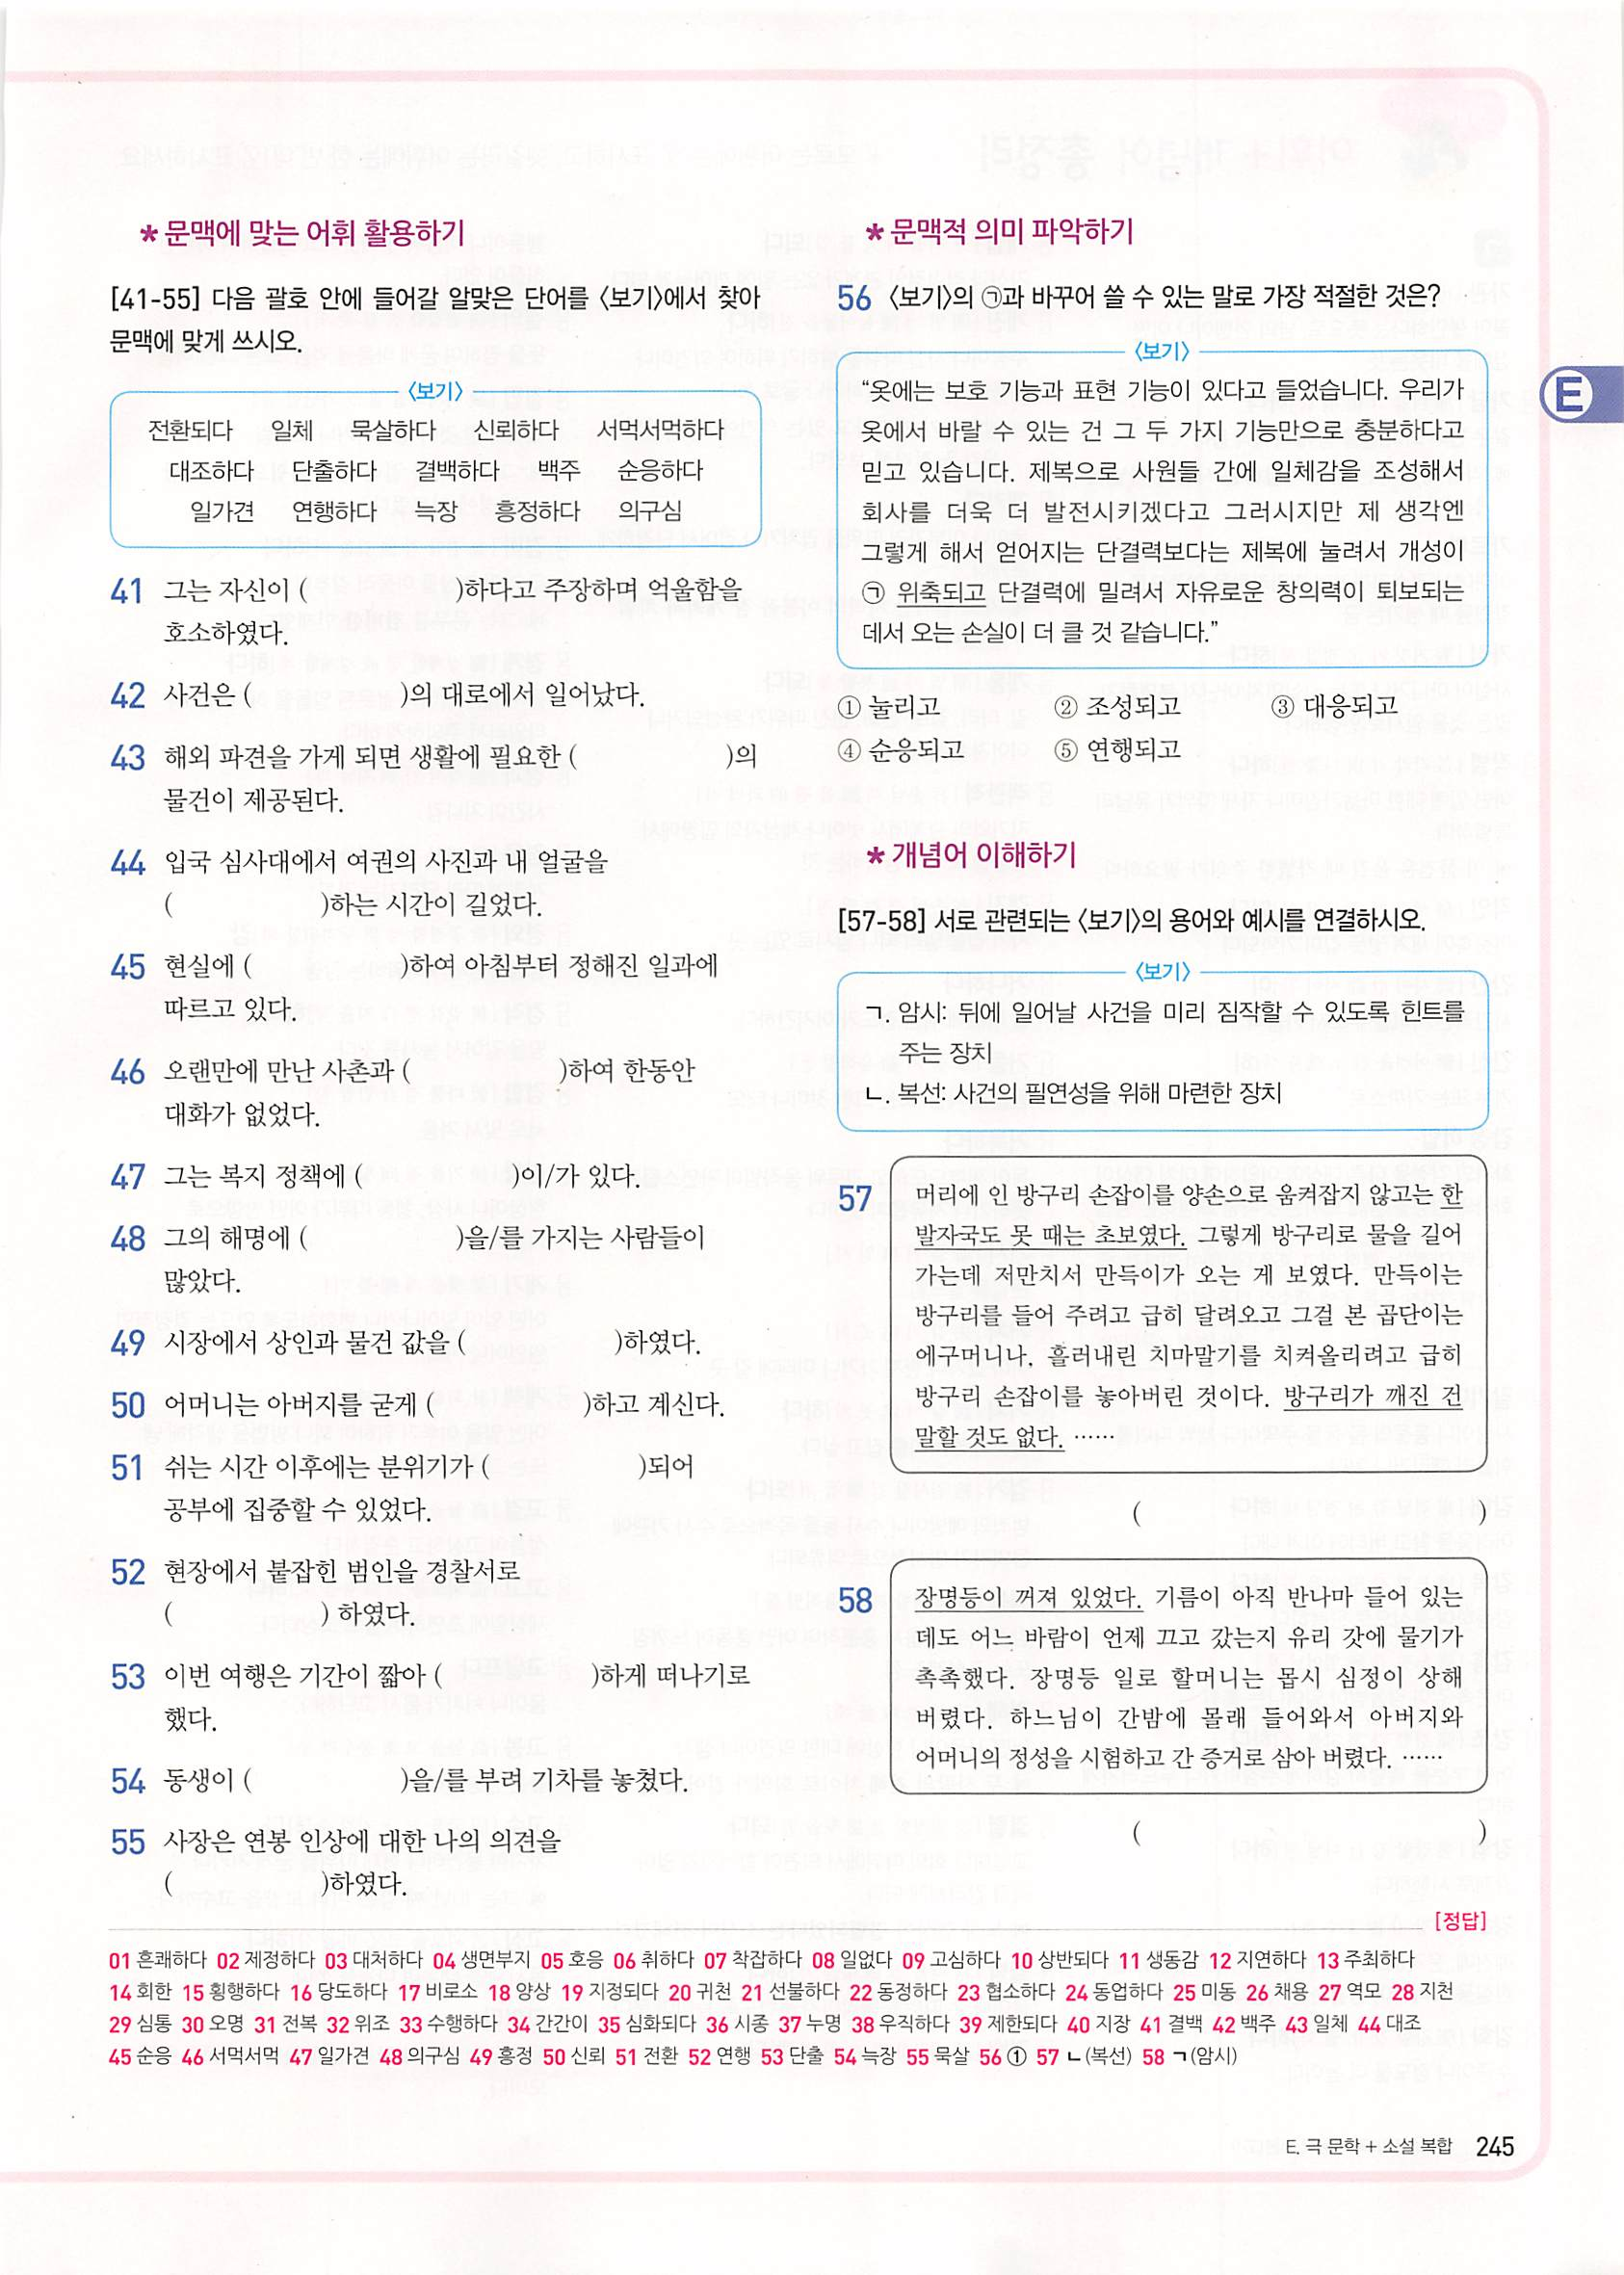 * 문맥에 맞는 어휘 활용하기
[41-55] 다음 괄호 안에 들어갈 알맞은 단어를 〈보기〉에서 찾아
문맥에 맞게 쓰시오.
〈보기〉
전환되다 일체 묵살하다 신뢰하다 서먹서먹하다
대조하다 단출하다 결백하다 백주 순응하다
일가견 연행하다 늑장 흥정하다 의구심
41 그는 자신이 ( )하다고 주장하며 억울함을
호소하였다.
42 사건은 ( )의 대로에서 일어났다.
43 해외 파견을 가게 되면 생활에 필요한 ( )의
물건이 제공된다.
44 입국 심사대에서 여권의 사진과 내 얼굴을
( )하는 시간이 길었다.
45 현실에 ( )하여 아침부터 정해진 일과에
따르고 있다.
46 오랜만에 만난 사촌과 ( )하여 한동안
대화가 없었다.
47 그는 복지 정책에 ( )이/가 있다.
48 그의 해명에 ( )을/를 가지는 사람들이
많았다.
49 시장에서 상인과 물건 값을 ( )하였다.
50 어머니는 아버지를 굳게 ( )하고 계신다.
51 쉬는 시간 이후에는 분위기가 ( )되어
공부에 집중할 수 있었다.
52 현장에서 붙잡힌 범인을 경찰서로
( ) 하였다.
53 이번 여행은 기간이 짧아 ( )하게 떠나기로
했다.
54 동생이 ( )을/를 부려 기차를 놓쳤다.
55 사장은 연봉 인상에 대한 나의 의견을
( )하였다.
* 문맥적 의미 파악하기
56 〈보기〉의 ㉠과 바꾸어 쓸 수 있는 말로 가장 적절한 것은?
〈보기〉
“옷에는 보호 기능과 표현 기능이 있다고 들었습니다. 우리가
옷에서 바랄 수 있는 건 그 두 가지 기능만으로 충분하다고
믿고 있습니다. 제복으로 사원들 간에 일체감을 조성해서
회사를 더욱 더 발전시키겠다고 그러시지만 제 생각엔
그렇게 해서 얻어지는 단결력보다는 제복에 눌려서 개성이
㉠ 위축되고 단결력에 밀려서 자유로운 창의력이 퇴보되는
데서 오는 손실이 더 클 것 같습니다.”
① 눌리고 ② 조성되고 ③ 대응되고
④ 순응되고 ⑤ 연행되고
* 개념어 이해하기
[57-58] 서로 관련되는 〈보기〉의 용어와 예시를 연결하시오.
〈보기〉
ㄱ. 암시: 뒤에 일어날 사건을 미리 짐작할 수 있도록 힌트를
주는 장치
ㄴ. 복선: 사건의 필연성을 위해 마련한 장치
57 머리에 인 방구리 손잡이를 양손으로 움켜잡지 않고는 한
발자국도 못 때는 초보였다. 그렇게 방구리로 물을 길어
가는데 저만치서 만득이가 오는 게 보였다. 만득이는
방구리를 들어 주려고 급히 달려오고 그걸 본 곱단이는
에구머니나, 흘러내린 치마말기를 치켜올리려고 급히
방구리 손잡이를 놓아버린 것이다. 방구리가 깨진 건
말할 것도 없다. ……
( )
58 장명등이 꺼져 있었다. 기름이 아직 반나마 들어 있는
데도 어느 바람이 언제 끄고 갔는지 유리 갓에 물기가
촉촉했다. 장명등 일로 할머니는 몹시 심정이 상해
버렸다. 하느님이 간밤에 몰래 들어와서 아버지와
어머니의 정성을 시험하고 간 증거로 삼아 버렸다. ……
( )
E
[정답]
01 흔쾌하다 02 제정하다 03 대처하다 04 생면부지 05 호응 06 취하다 07 착잡하다 08 일없다 09 고심하다 10 상반되다 11 생동감 12 지연하다 13 주최하다
14 회한 15 횡행하다 16 당도하다 17 비로소 18 양상 19 지정되다 20 귀천 21 선불하다 22 동정하다 23 협소하다 24 동업하다 25 미동 26 채용 27 역모 28 지천
29 심통 30 오명 31 전복 32 위조 33 수행하다 34 간간이 35 심화되다 36 시종 37 누명 38 우직하다 39 제한되다 40 지장 41 결백 42 백주 43 일체 44 대조
45 순응 46 서먹서먹 47 일가견 48 의구심 49 흥정 50 신뢰 51 전환 52 연행 53 단출 54 늑장 55 묵살 56 ① 57 ㄴ(복선) 58 ㄱ(암시)
E. 극 문학 + 소설 복합 245